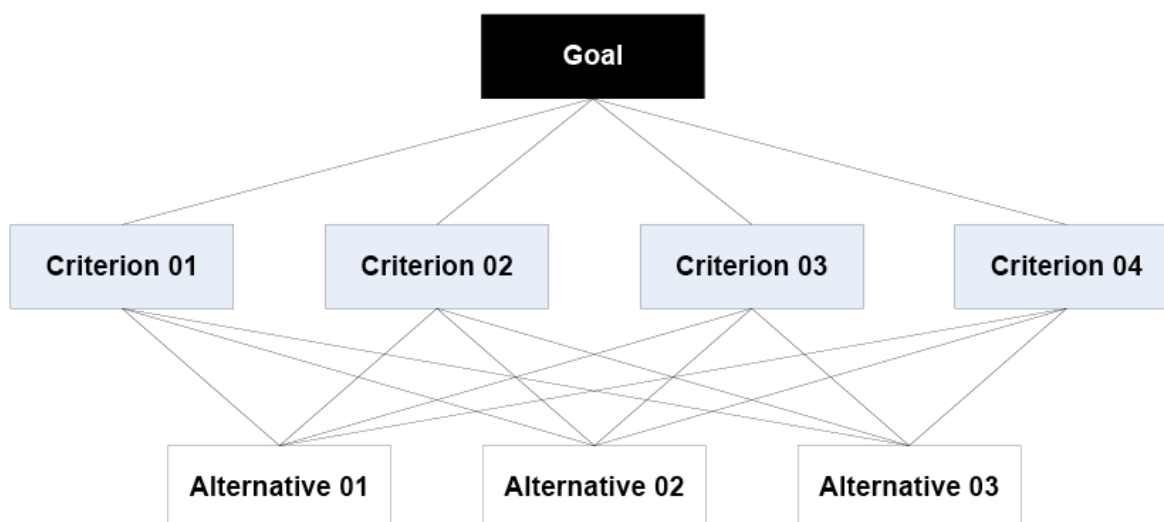 Goal
Criterion 01
Criterion 02
Criterion 03
Criterion 04
Alternative 01
Alternative 02
Alternative 03